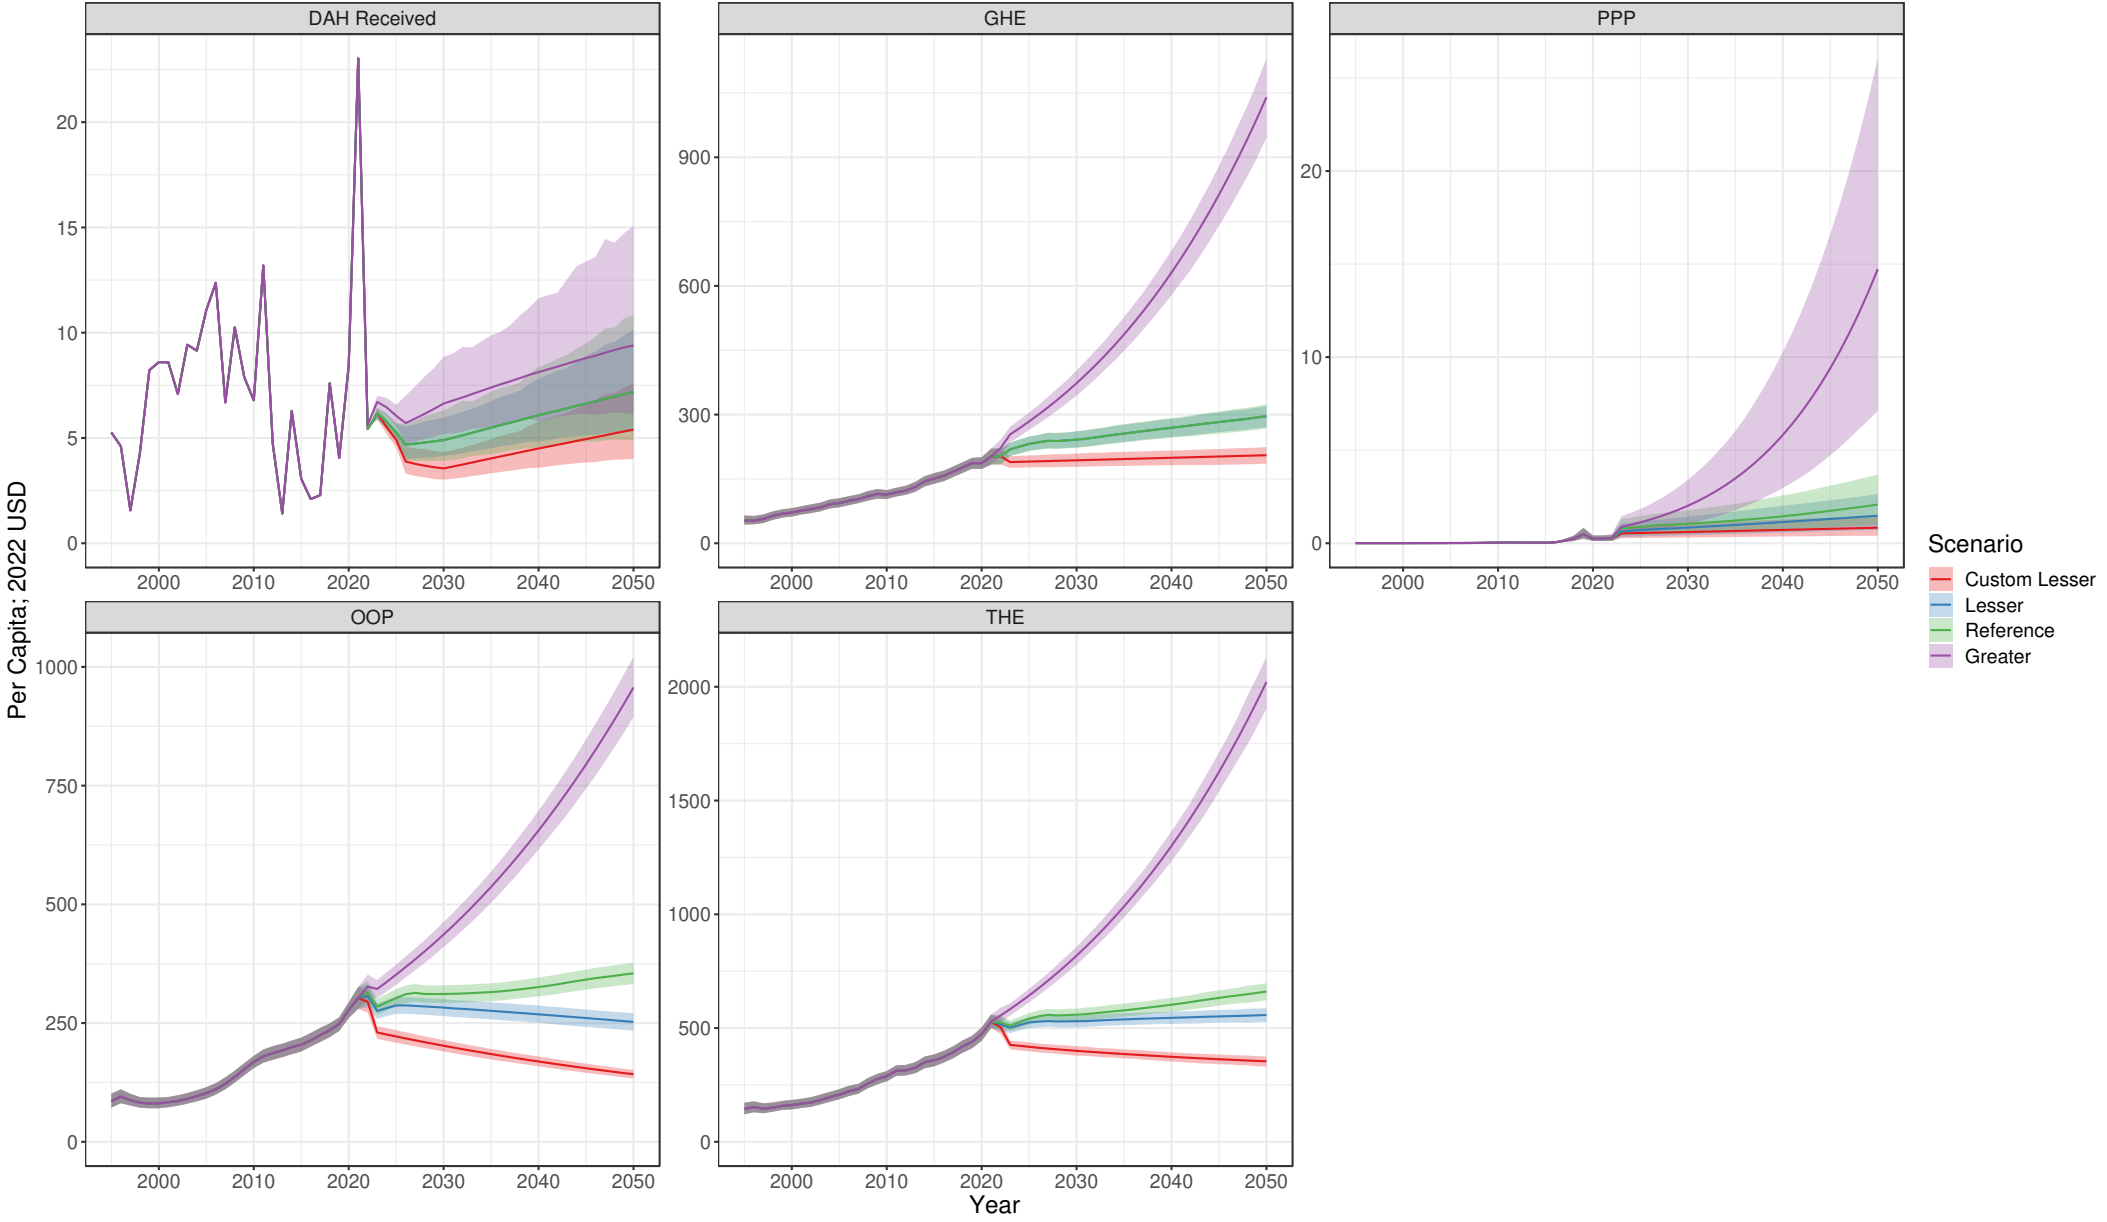 DAH Received
GHE
PPP
20
15
10
5
0
900
600
300
0
20
10
0
2000 2010 2020 2030 2040 2050
2000 2010 2020 2030 2040 2050
2000 2010 2020 2030 2040 2050
OOP
THE
1000
750
500
250
0
2000
1500
1000
500
0
2000 2010 2020 2030 2040 2050
2000 2010 2020 2030 2040 2050
Year
Per Capita; 2022 USD
Scenario
Custom Lesser
Lesser
Reference
Greater